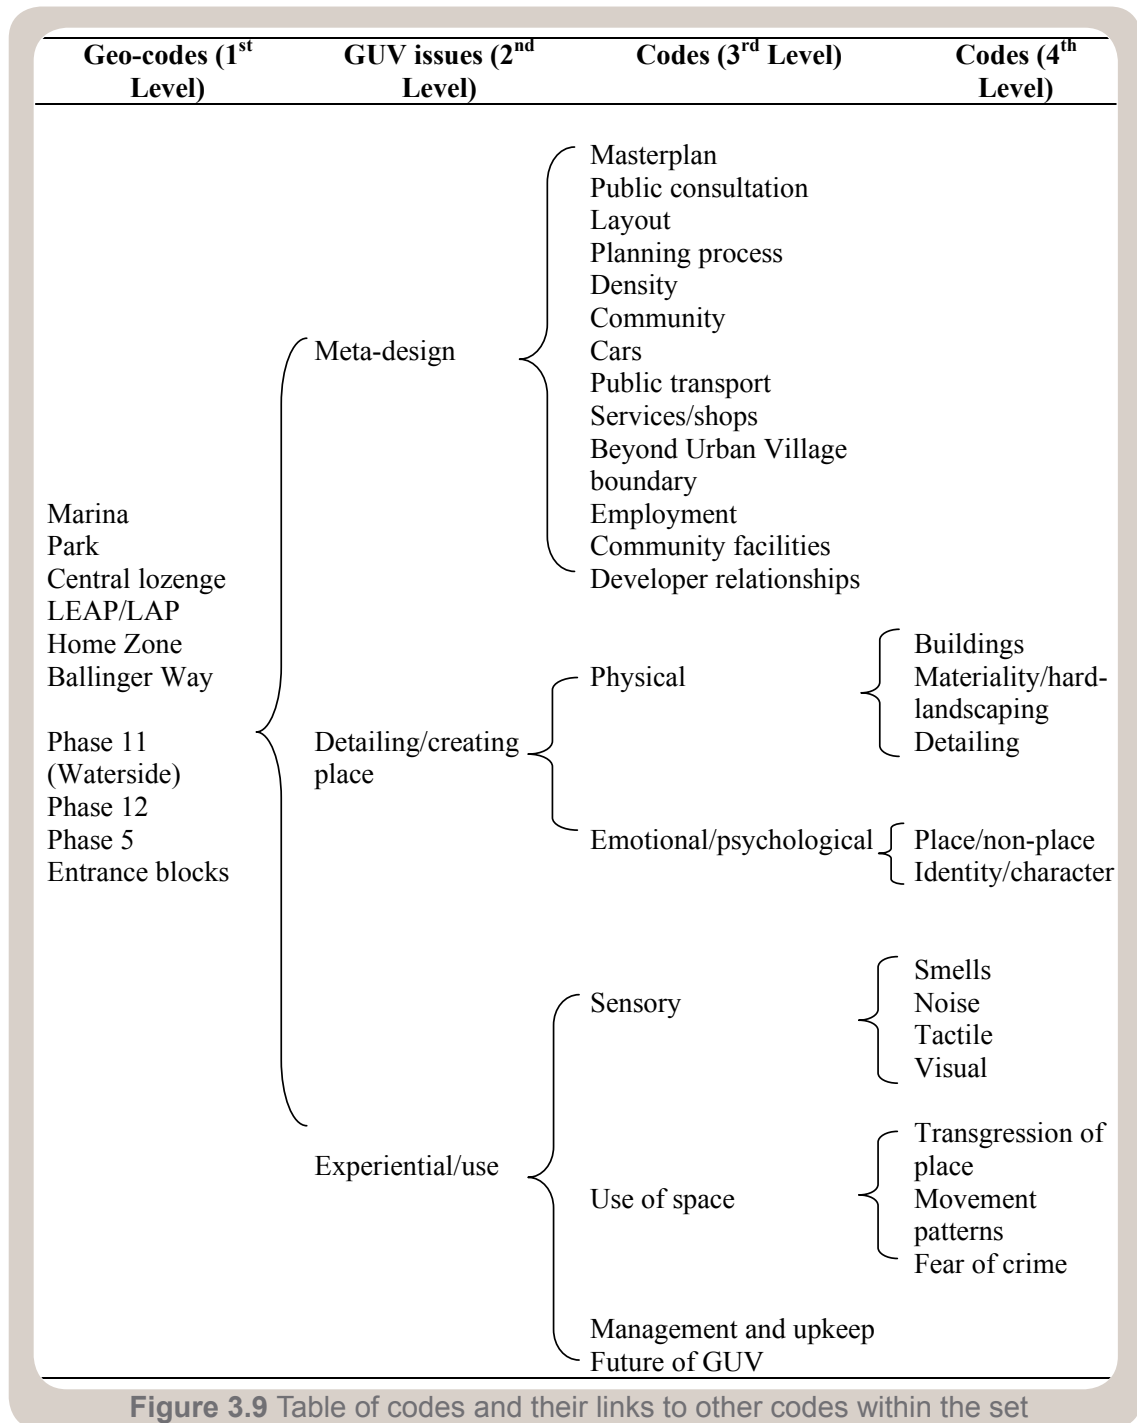 Geo-codes (1st Level)
GUV issues (2nd Level)
Codes (3rd Level)
Codes (4th Level)
Marina
Park
Central lozenge
LEAP/LAP
Home Zone
Ballinger Way
Phase 11
(Waterside)
Phase 12
Phase 5
Entrance blocks
Meta-design
Masterplan
Public consultation
Layout
Planning process
Density
Community
Cars
Public transport
Services/shops
Beyond Urban Village
boundary
Employment
Community facilities
Developer relationships
Detailing/creating
place
Physical
Buildings
Materiality/hard-
landscaping
Detailing
Emotional/psychological
Place/non-place
Identity/character
Experiential/use
Sensory
Smells
Noise
Tactile
Visual
Use of space
Transgression of
place
Movement
patterns
Fear of crime
Management and upkeep
Future of GUV
Figure 3.9 Table of codes and their links to other codes within the set